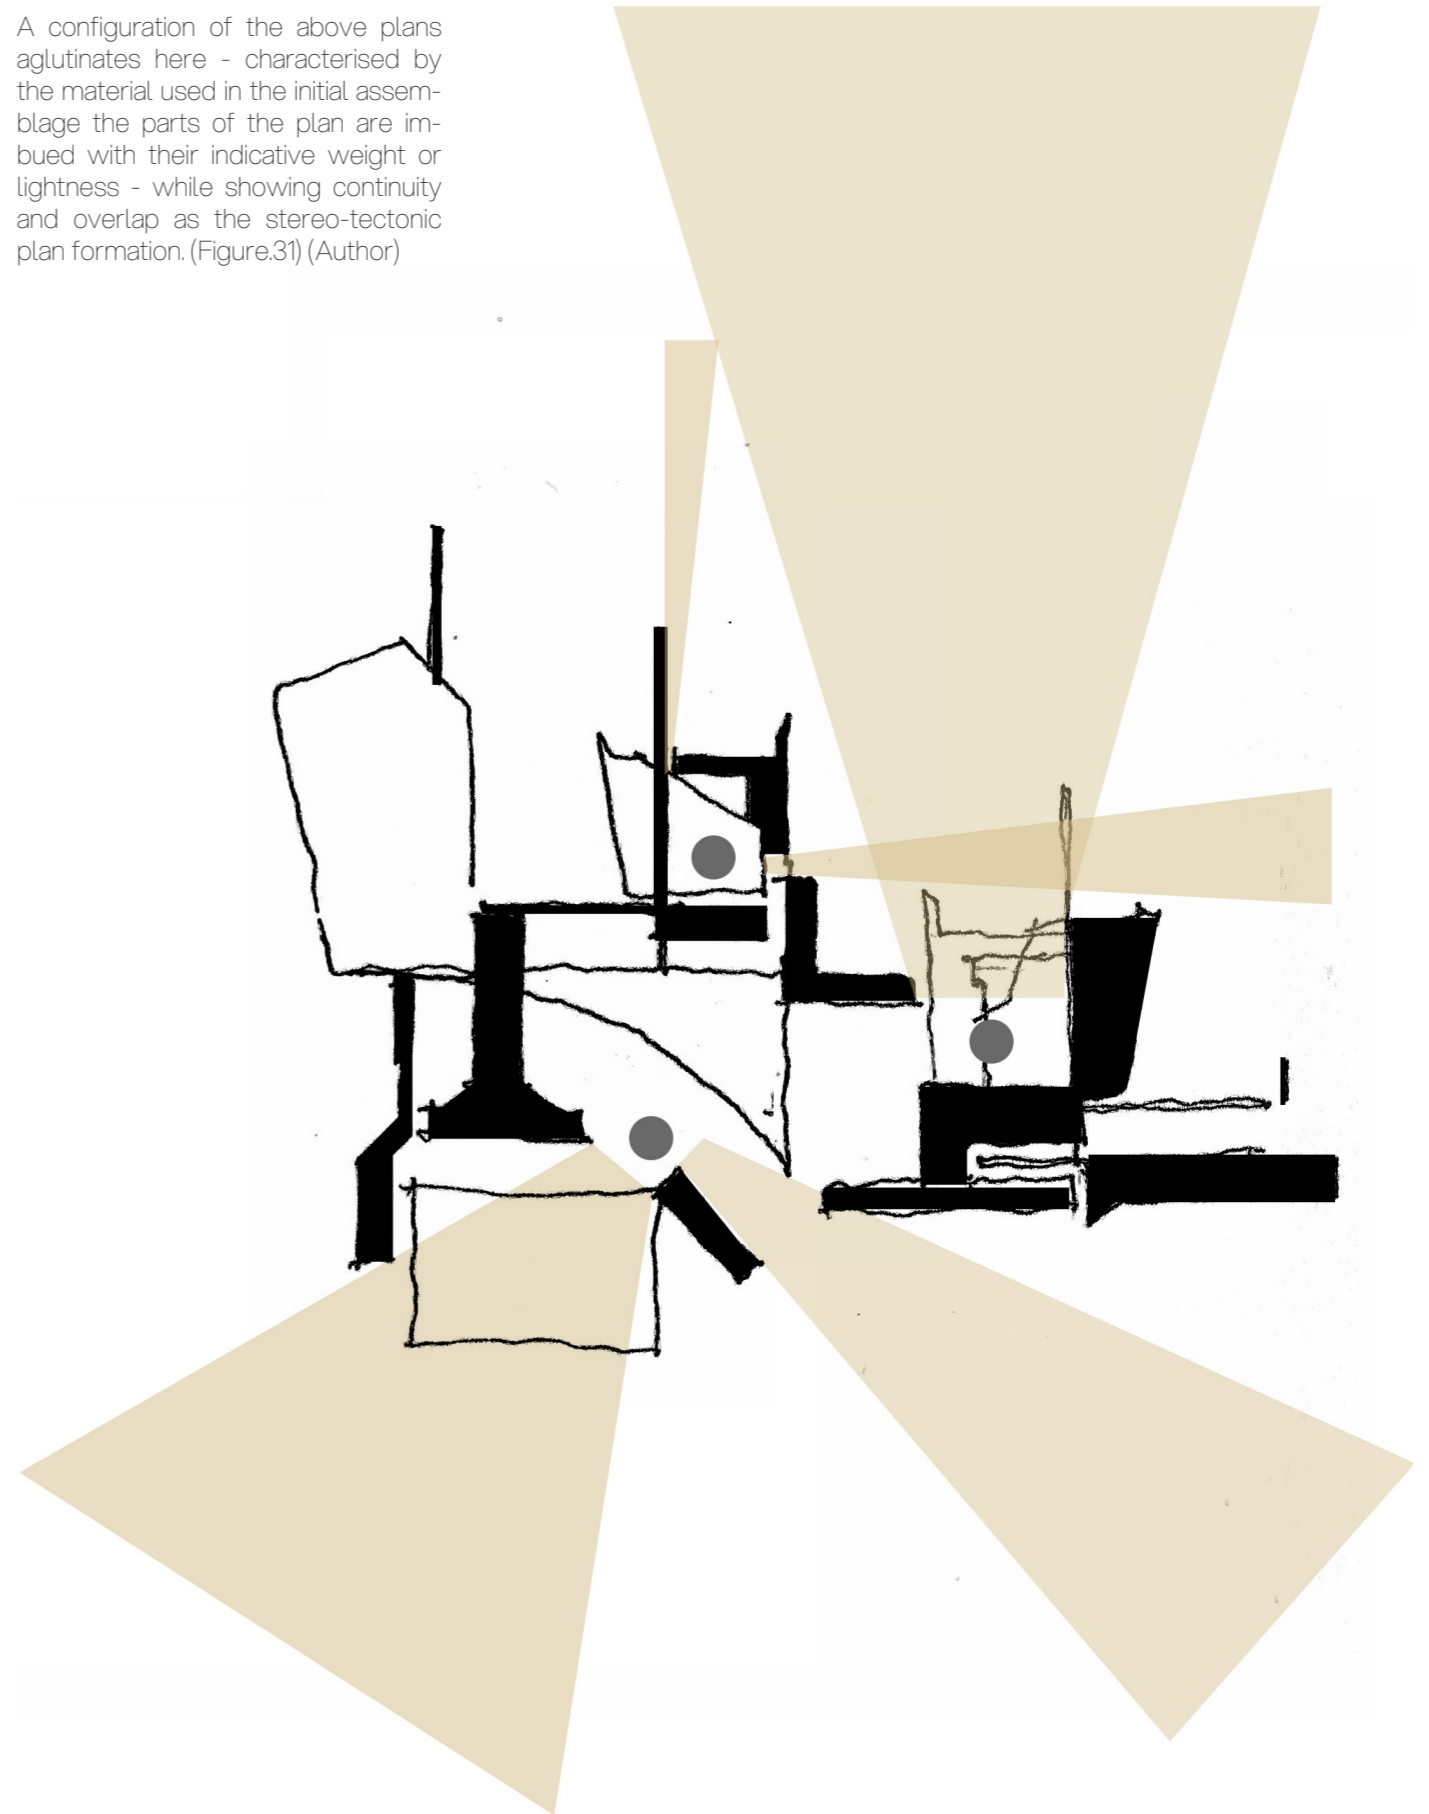 A configuration of the above plans
aglutinates here - characterised by
the material used in the initial assem-
blage the parts of the plan are im-
bued with their indicative weight or
lightness - while showing continuity
and overlap as the stereo-tectonic
plan formation. (Figure.31) (Author)